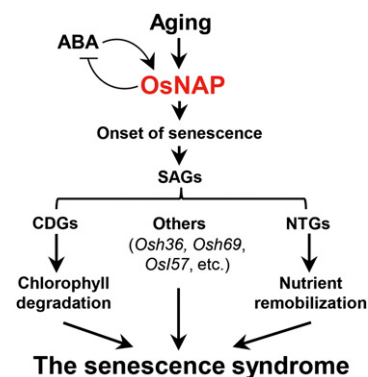 Aging
ABA
OsNAP
Onset of senescence
SAGs
CDGs
Others
(Osh36, Osh69,
Osl57, etc.)
NTGs
Chlorophyll
degradation
Nutrient
remobilization
The senescence syndrome